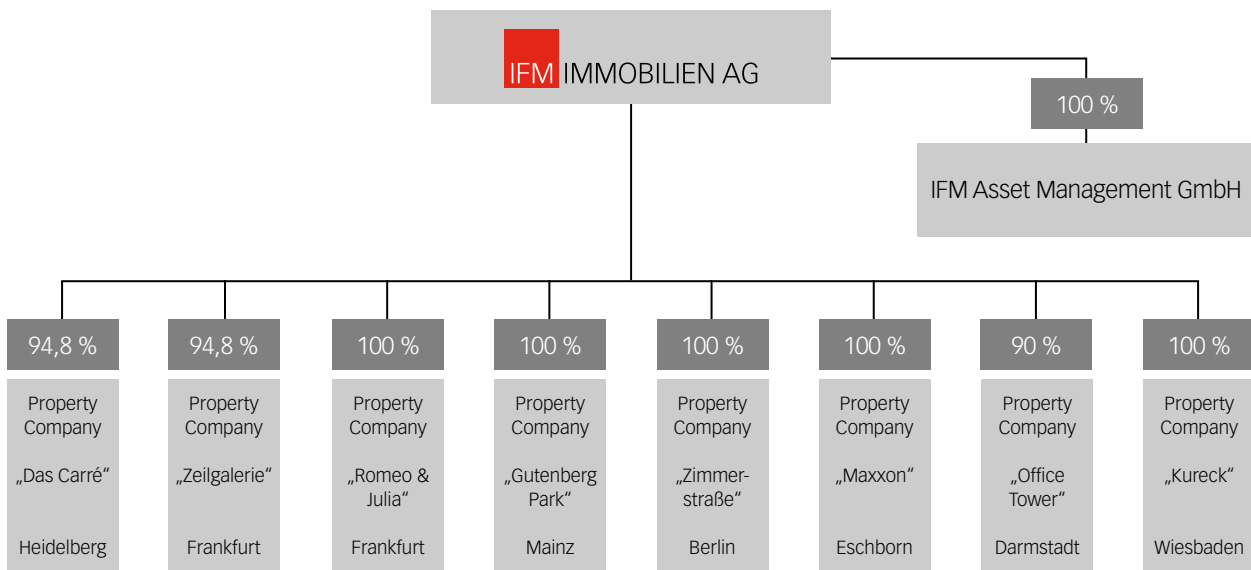 IFM IMMOBILIEN AG
100 %
IFM Asset Management GmbH
94,8 %
94,8 %
100 %
100 %
100 %
100 %
90 %
100 %
Property
Company
„Das Carré“
Heidelberg
Property
Company
„Zeilgalerie“
Frankfurt
Property
Company
„Romeo &
Julia“
Frankfurt
Property
Company
„Gutenberg
Park“
Mainz
Property
Company
„Zimmer-
straße“
Berlin
Property
Company
„Maxxon“
Eschborn
Property
Company
„Office
Tower“
Darmstadt
Property
Company
„Kureck“
Wiesbaden